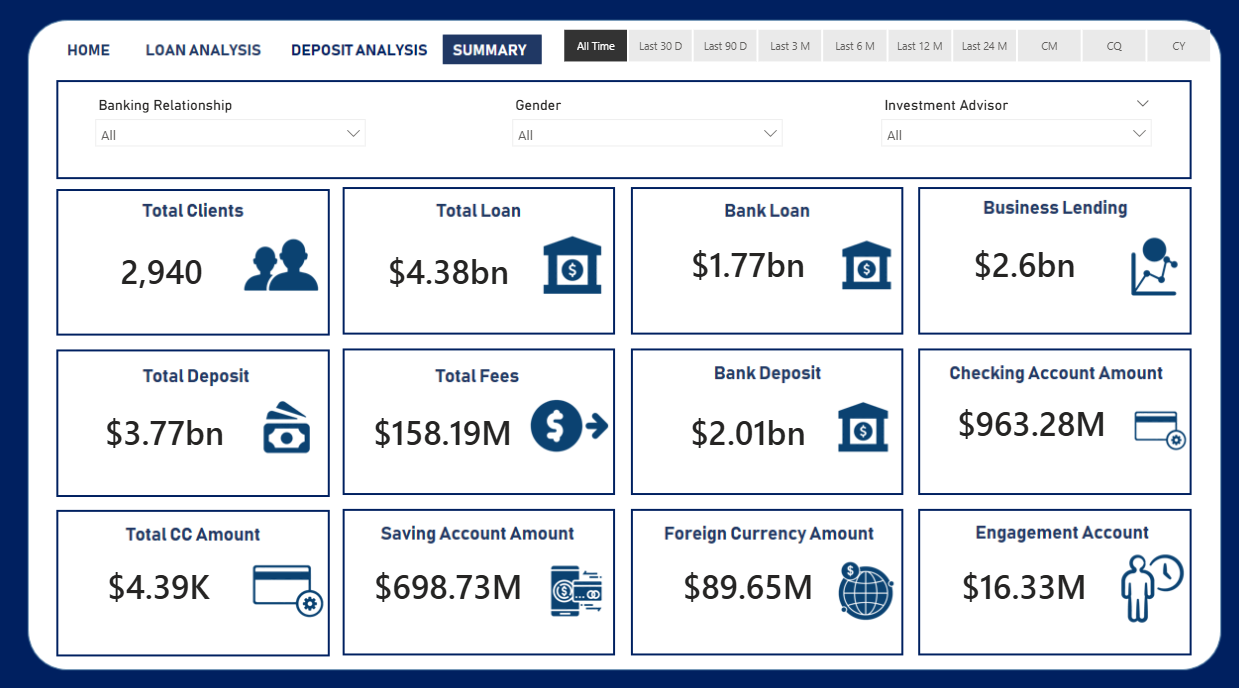 HOME LOAN ANALYSIS DEPOSIT ANALYSIS SUMMARY All Time Last 30 D Last 90 D Last 3 M Last 6 M Last 12 M Last 24 M CM CQ CY
Banking Relationship Gender Investment Advisor
All All All
Total Clients Total Loan Bank Loan Business Lending
2,940 $4.38bn $1.77bn $2.6bn
Total Deposit Total Fees Bank Deposit Checking Account Amount
$3.77bn $158.19M $2.01bn $963.28M
Total CC Amount Saving Account Amount Foreign Currency Amount Engagement Account
$4.39K $698.73M $89.65M $16.33M